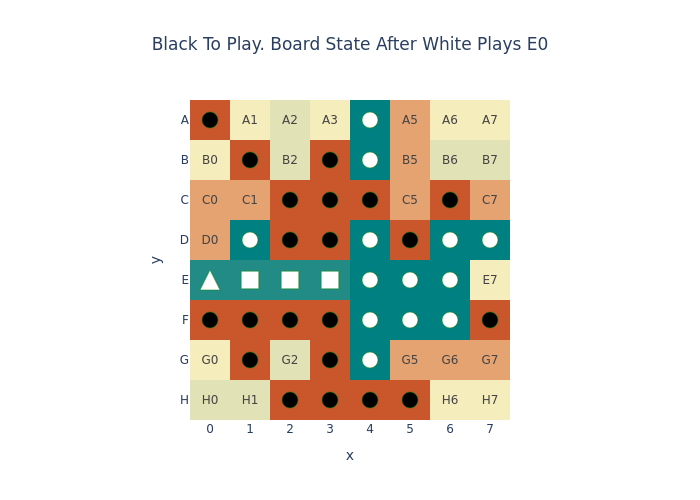 Black To Play. Board State After White Plays E0
A A1 A2 A3 A5 A6 A7
B B0 B2 B5 B6 B7
C C0 C1 C5 C7
D D0
y
E E7
F
G G0 G2 G5 G6 G7
H H0 H1 H6 H7
0 1 2 3 4 5 6 7
x